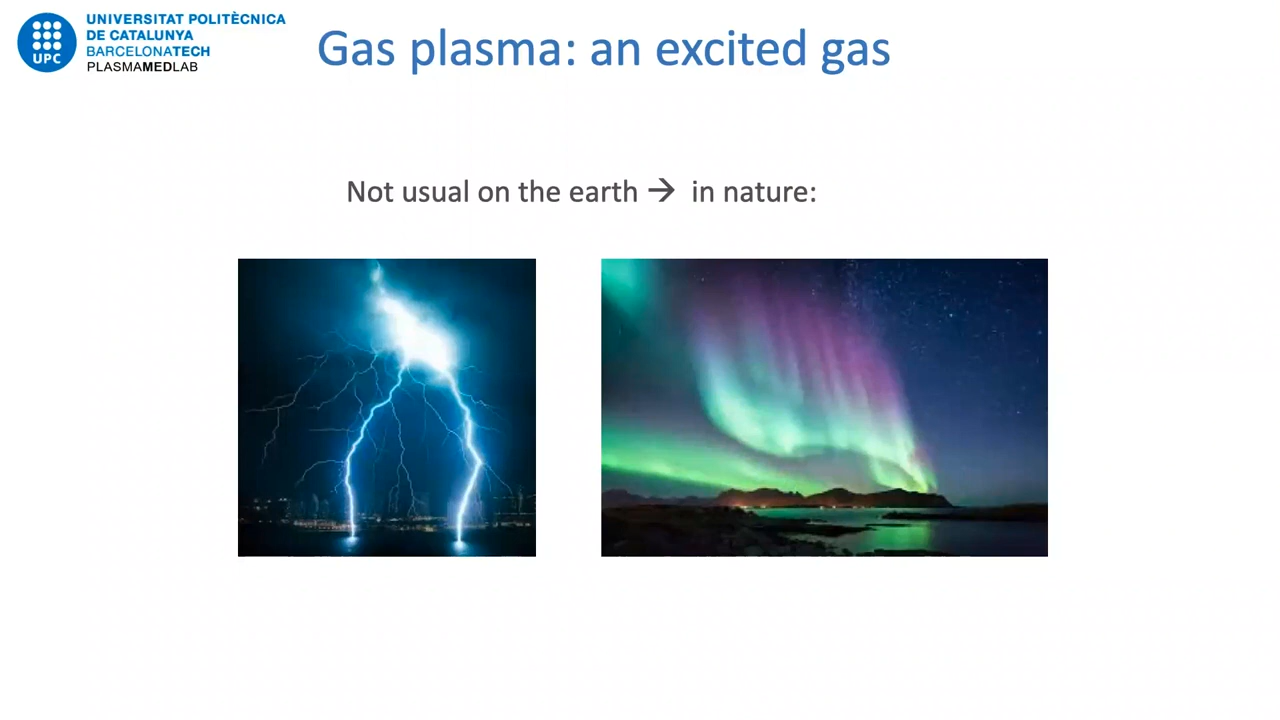 UNIVERSITAT POLITÈCNICA
DE CATALUNYA
BARCELONATECH
PLASMAMEDLAB
UPC
Gas plasma: an excited gas
Not usual on the earth → in nature: